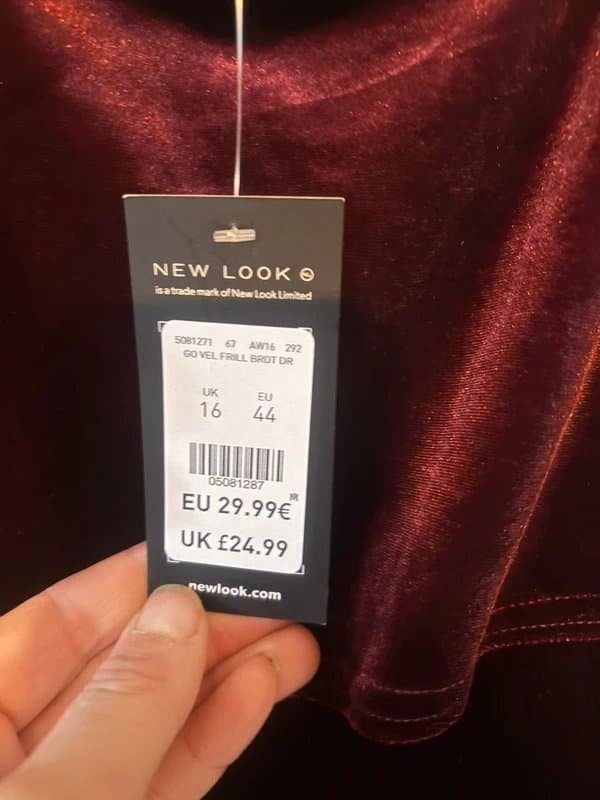 NEW LOOK
is a trade mark of New Look Limited
5081271 67 AW16 292
GO VEL FRILL BRDT DR
UK EU
16 44
05081287
EU 29.99€
UK £24.99
newlook.com